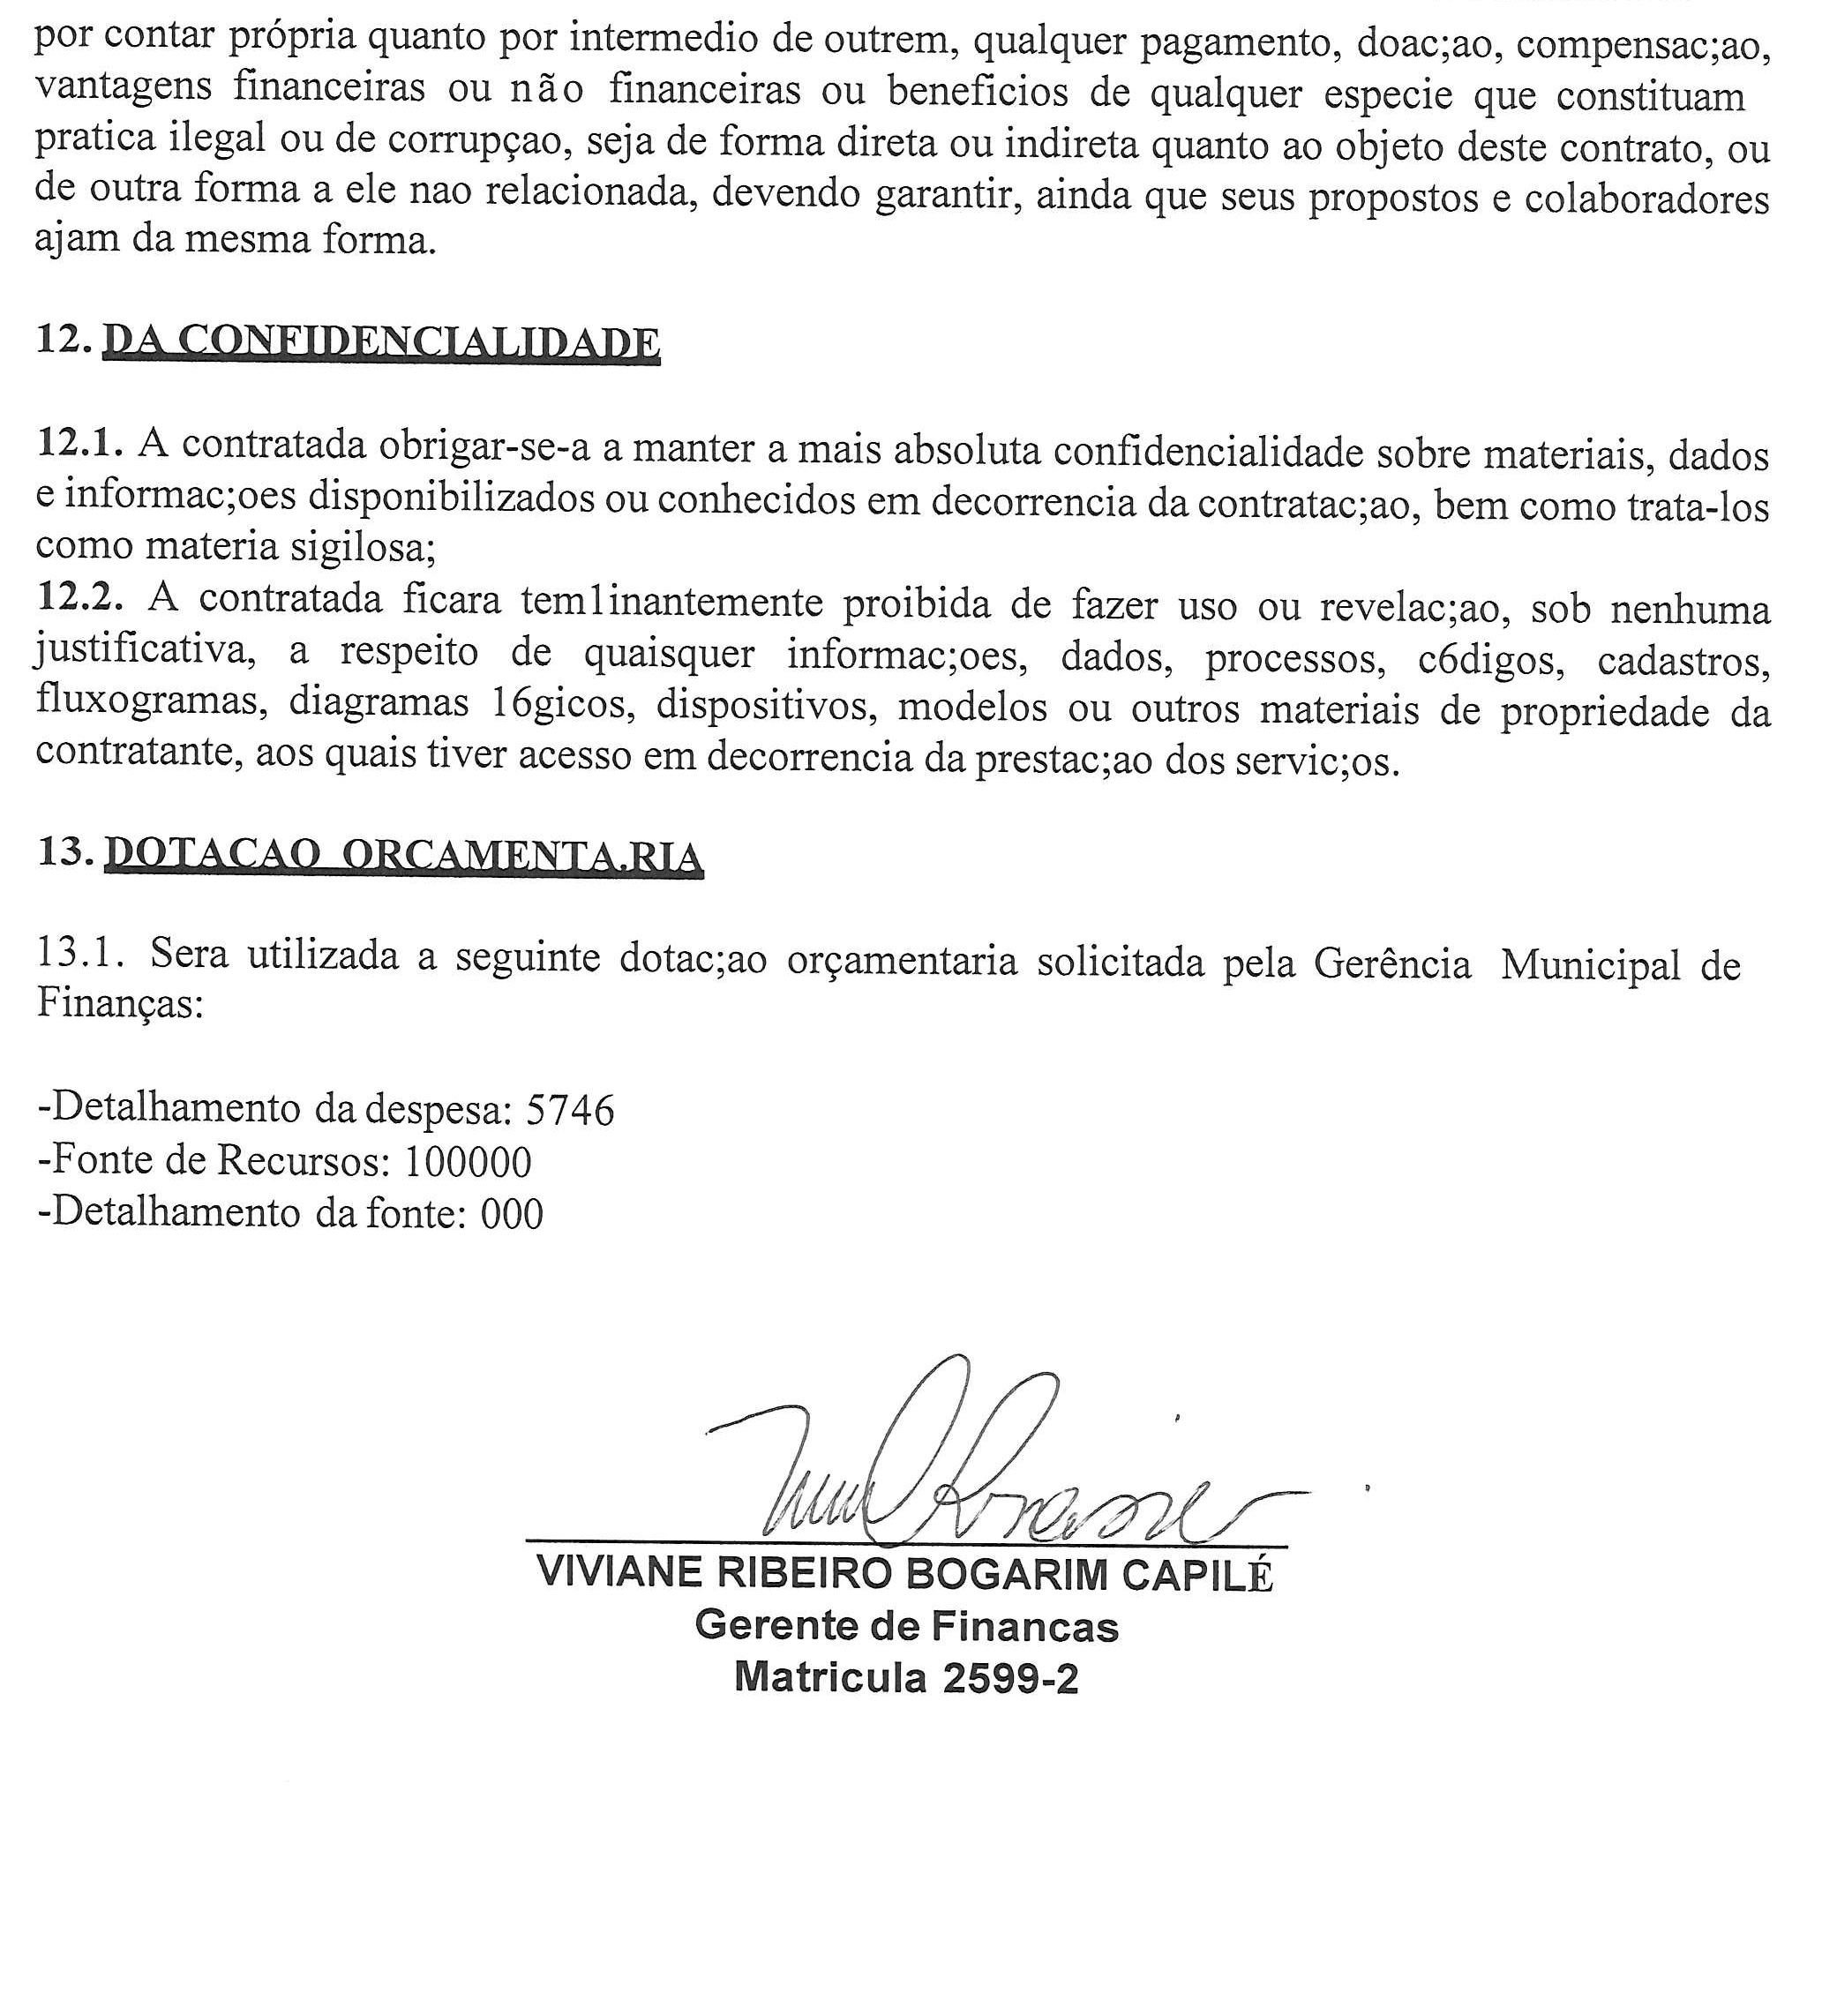 por contar própria quanto por intermedio de outrem, qualquer pagamento, doac;ao, compensac;ao,
vantagens financeiras ou não financeiras ou beneficios de qualquer especie que constituam
pratica ilegal ou de corrupçao, seja de forma direta ou indireta quanto ao objeto deste contrato, ou
de outra forma a ele nao relacionada, devendo garantir, ainda que seus propostos e colaboradores
ajam da mesma forma.
12. DA CONFIDENCIALIDADE
12.1. A contratada obrigar-se-a a manter a mais absoluta confidencialidade sobre materiais, dados
e informac;oes disponibilizados ou conhecidos em decorrencia da contratac;ao, bem como trata-los
como materia sigilosa;
12.2. A contratada ficara tem1inantemente proibida de fazer uso ou revelac;ao, sob nenhuma
justificativa, a respeito de quaisquer informac;oes, dados, processos, c6digos, cadastros,
fluxogramas, diagramas 16gicos, dispositivos, modelos ou outros materiais de propriedade da
contratante, aos quais tiver acesso em decorrencia da prestac;ao dos servic;os.
13. DOTACAO ORCAMENTA.RIA
13.1. Sera utilizada a seguinte dotac;ao orçamentaria solicitada pela Gerência Municipal de
Finanças:
-Detalhamento da despesa: 5746
-Fonte de Recursos: 100000
-Detalhamento da fonte: 000
VIVIANE RIBEIRO BOGARIM CAPILÉ
Gerente de Financas
Matricula 2599-2